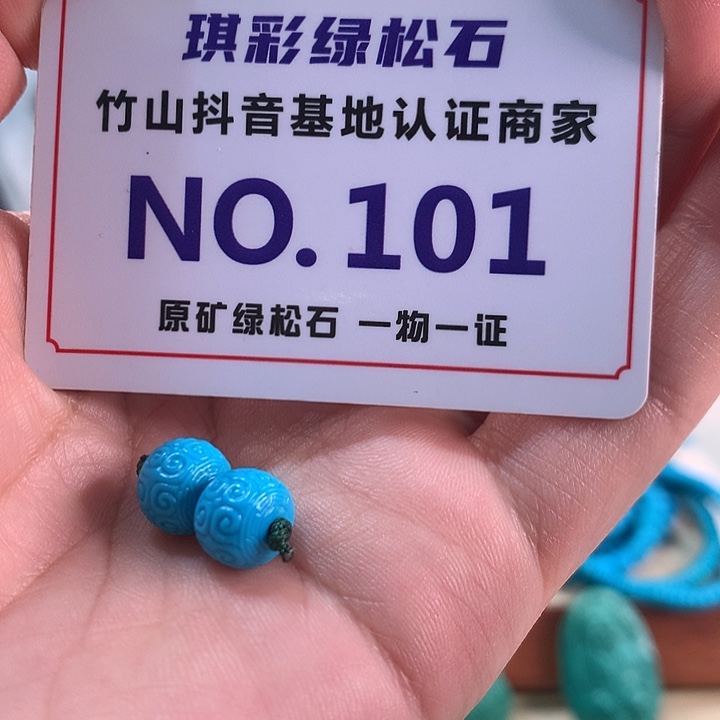 琪彩绿松石
竹山抖音基地认证商家
NO.101
原矿绿松石 一物一证